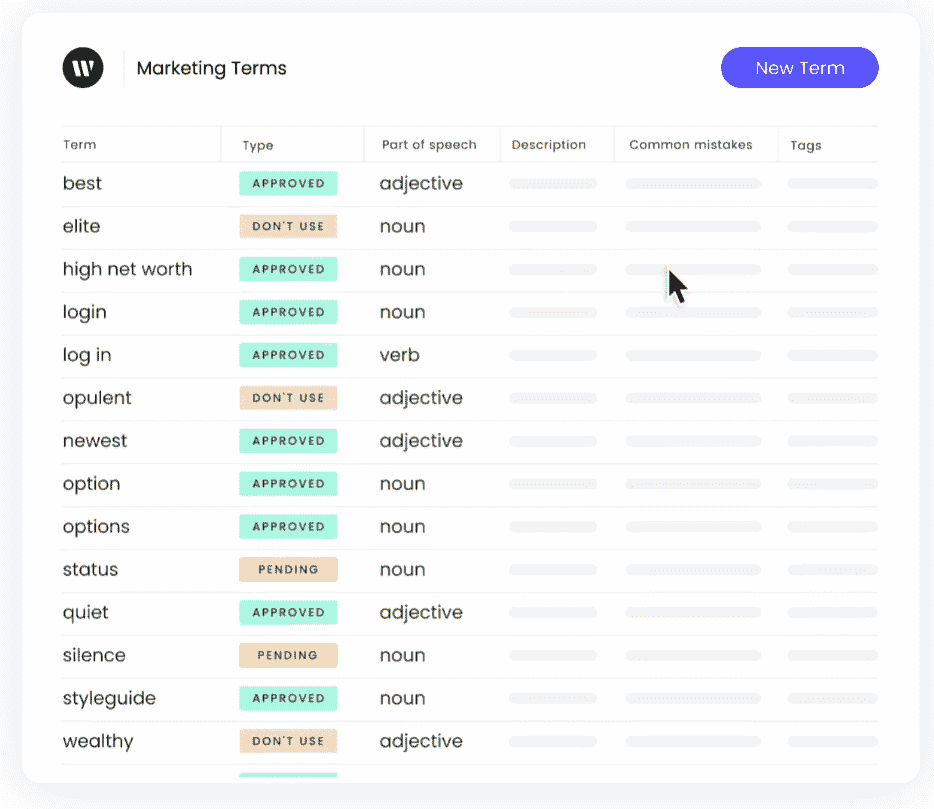 W Marketing Terms New Term
Term Type Part of speech Description Common mistakes Tags
best APPROVED adjective
elite DON'T USE noun
high net worth APPROVED noun
login APPROVED noun
log in APPROVED verb
opulent DON'T USE adjective
newest APPROVED adjective
option APPROVED noun
options APPROVED noun
status PENDING noun
quiet APPROVED adjective
silence PENDING noun
styleguide APPROVED noun
wealthy DON'T USE adjective